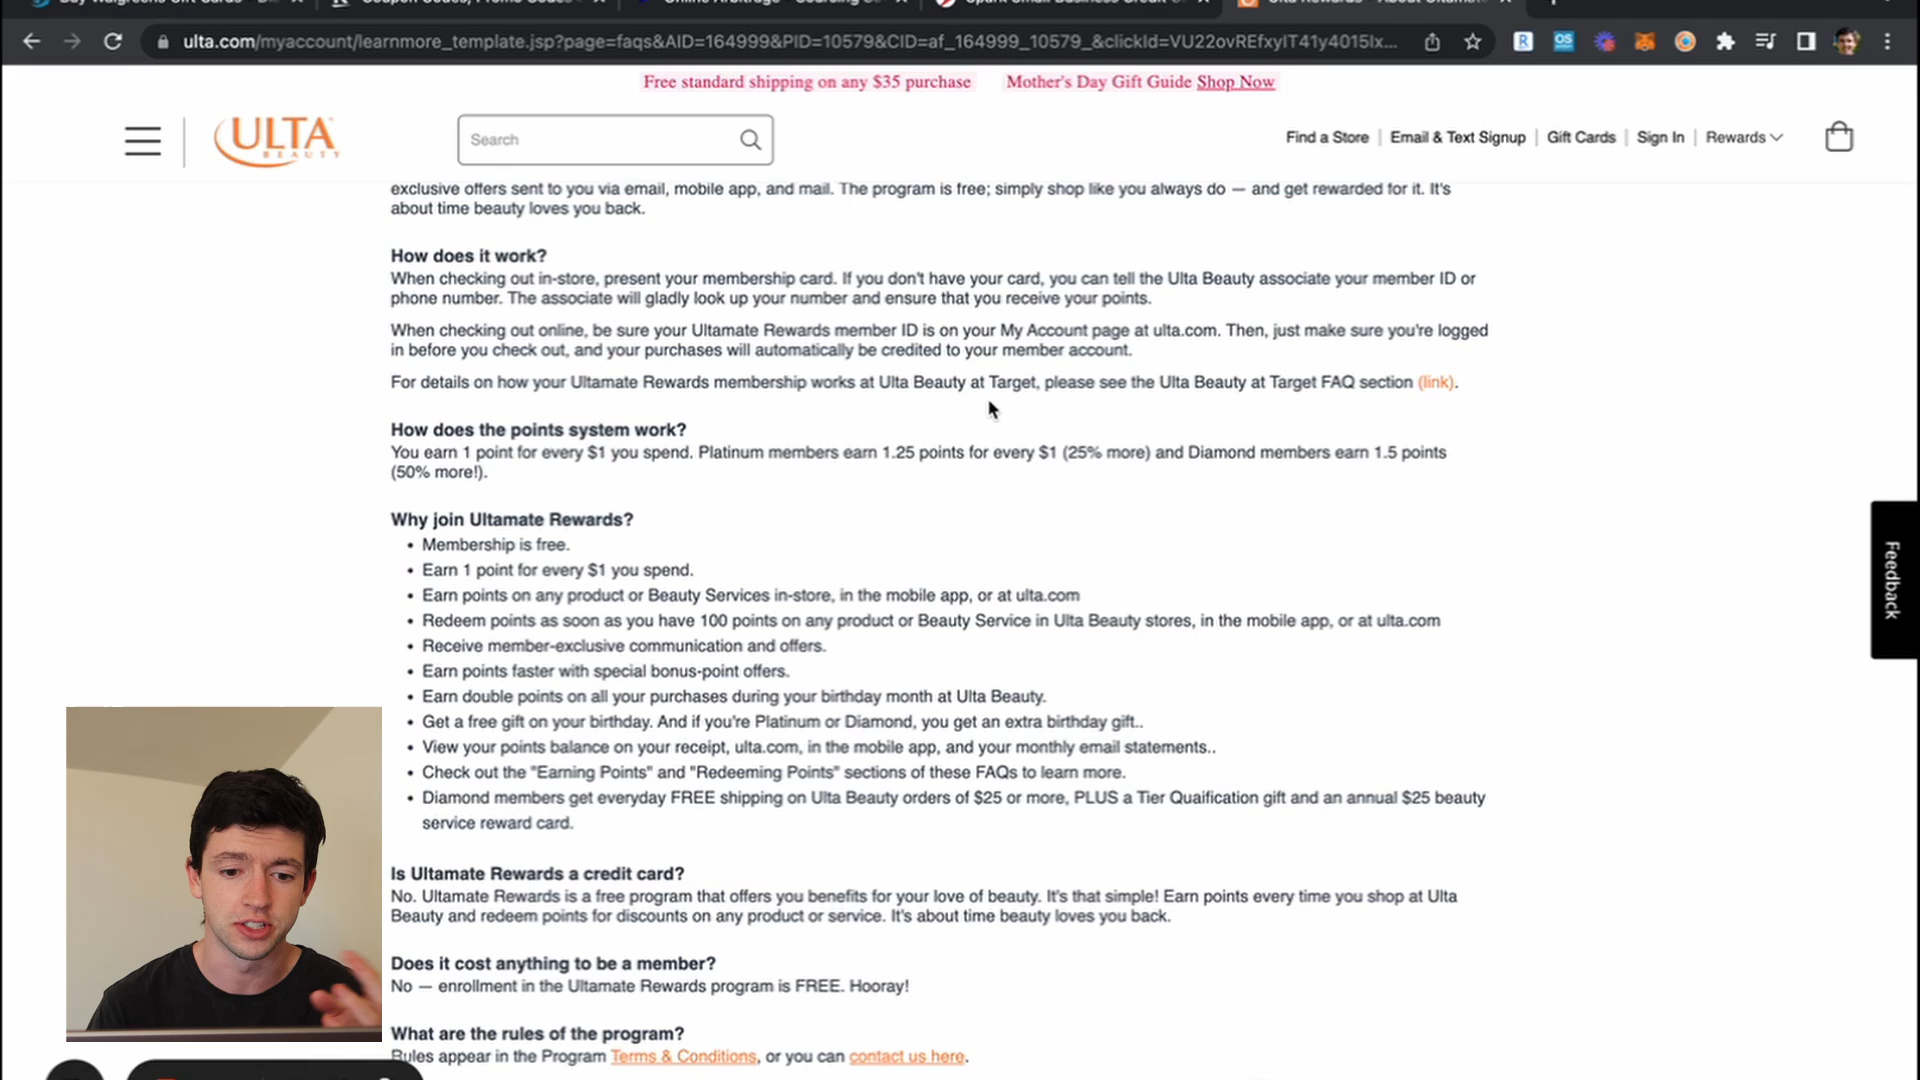 Buy Walgreens Gift Cards - Dis
Coupon Codes, Promo Codes
Online Arbitrage - Sourcing
Spark Small Business Credit C
Ulta Rewards - About Ultamate
ulta.com/myaccount/learnmore_template.jsp?page=faqs&AID=164999&PID=10579&CID=af_164999_10579_&clickId=VU22ovREfxyIT41y4015Ix...
Free standard shipping on any $35 purchase Mother's Day Gift Guide Shop Now
ULTA
BEAUTY
Search
Find a Store | Email & Text Signup | Gift Cards | Sign In | Rewards
exclusive offers sent to you via email, mobile app, and mail. The program is free; simply shop like you always do — and get rewarded for it. It's
about time beauty loves you back.
How does it work?
When checking out in-store, present your membership card. If you don't have your card, you can tell the Ulta Beauty associate your member ID or
phone number. The associate will gladly look up your number and ensure that you receive your points.
When checking out online, be sure your Ultamate Rewards member ID is on your My Account page at ulta.com. Then, just make sure you're logged
in before you check out, and your purchases will automatically be credited to your member account.
For details on how your Ultamate Rewards membership works at Ulta Beauty at Target, please see the Ulta Beauty at Target FAQ section (link).
How does the points system work?
You earn 1 point for every $1 you spend. Platinum members earn 1.25 points for every $1 (25% more) and Diamond members earn 1.5 points
(50% more!).
Why join Ultamate Rewards?
• Membership is free.
• Earn 1 point for every $1 you spend.
• Earn points on any product or Beauty Services in-store, in the mobile app, or at ulta.com
• Redeem points as soon as you have 100 points on any product or Beauty Service in Ulta Beauty stores, in the mobile app, or at ulta.com
• Receive member-exclusive communication and offers.
• Earn points faster with special bonus-point offers.
• Earn double points on all your purchases during your birthday month at Ulta Beauty.
• Get a free gift on your birthday. And if you're Platinum or Diamond, you get an extra birthday gift..
• View your points balance on your receipt, ulta.com, in the mobile app, and your monthly email statements..
• Check out the "Earning Points" and "Redeeming Points" sections of these FAQs to learn more.
• Diamond members get everyday FREE shipping on Ulta Beauty orders of $25 or more, PLUS a Tier Quaification gift and an annual $25 beauty
service reward card.
Is Ultamate Rewards a credit card?
No. Ultamate Rewards is a free program that offers you benefits for your love of beauty. It's that simple! Earn points every time you shop at Ulta
Beauty and redeem points for discounts on any product or service. It's about time beauty loves you back.
Does it cost anything to be a member?
No — enrollment in the Ultamate Rewards program is FREE. Hooray!
What are the rules of the program?
Rules appear in the Program Terms & Conditions, or you can contact us here.
Feedback